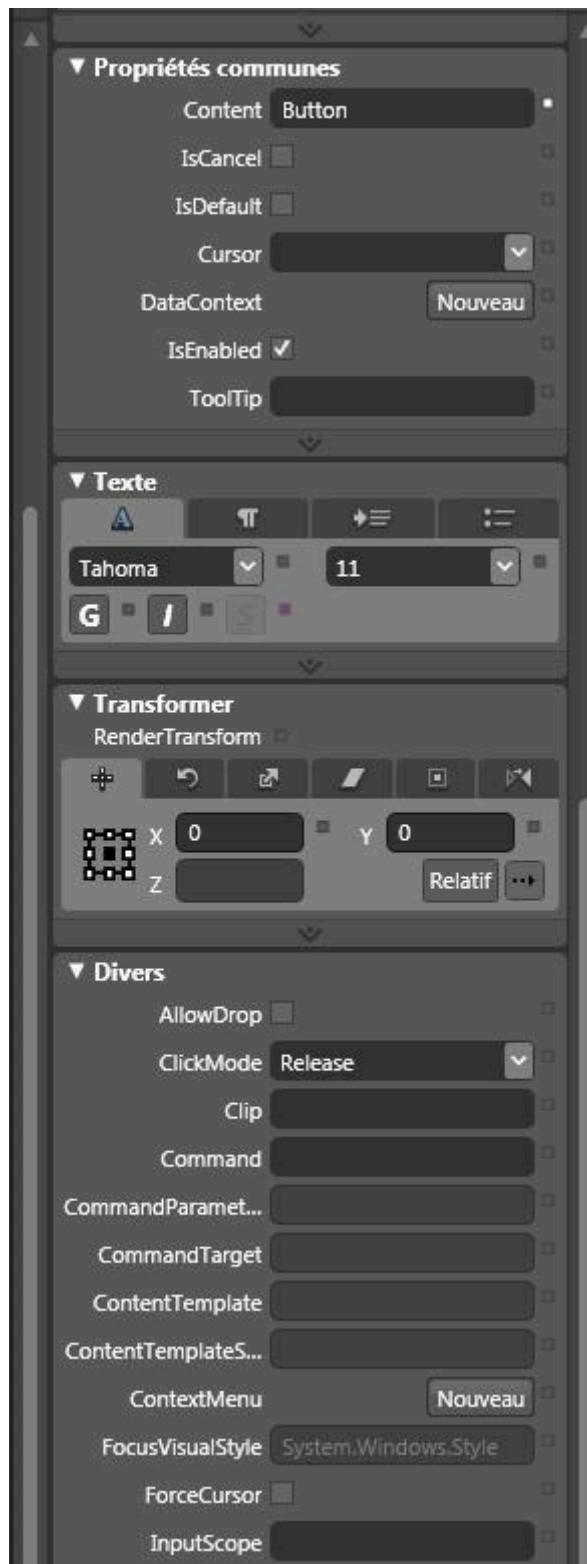 Propriétés communes
Content Button
IsCancel
IsDefault
Cursor
DataContext Nouveau
IsEnabled
ToolTip
Texte
A
Tahoma 11
G I S
Transformer
RenderTransform
X 0 Y 0
Z Relatif
Divers
AllowDrop
ClickMode Release
Clip
Command
CommandParamet...
CommandTarget
ContentTemplate
ContentTemplateS...
ContextMenu Nouveau
FocusVisualStyle System.Windows.Style
ForceCursor
InputScope